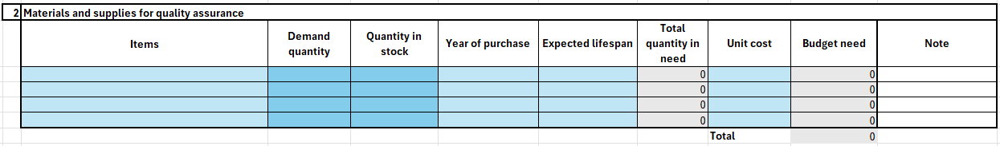 2 Materials and supplies for quality assurance
Items Demand quantity Quantity in stock Year of purchase Expected lifespan Total quantity in need Unit cost Budget need Note
0 0
0 0
0 0
0 0
Total 0